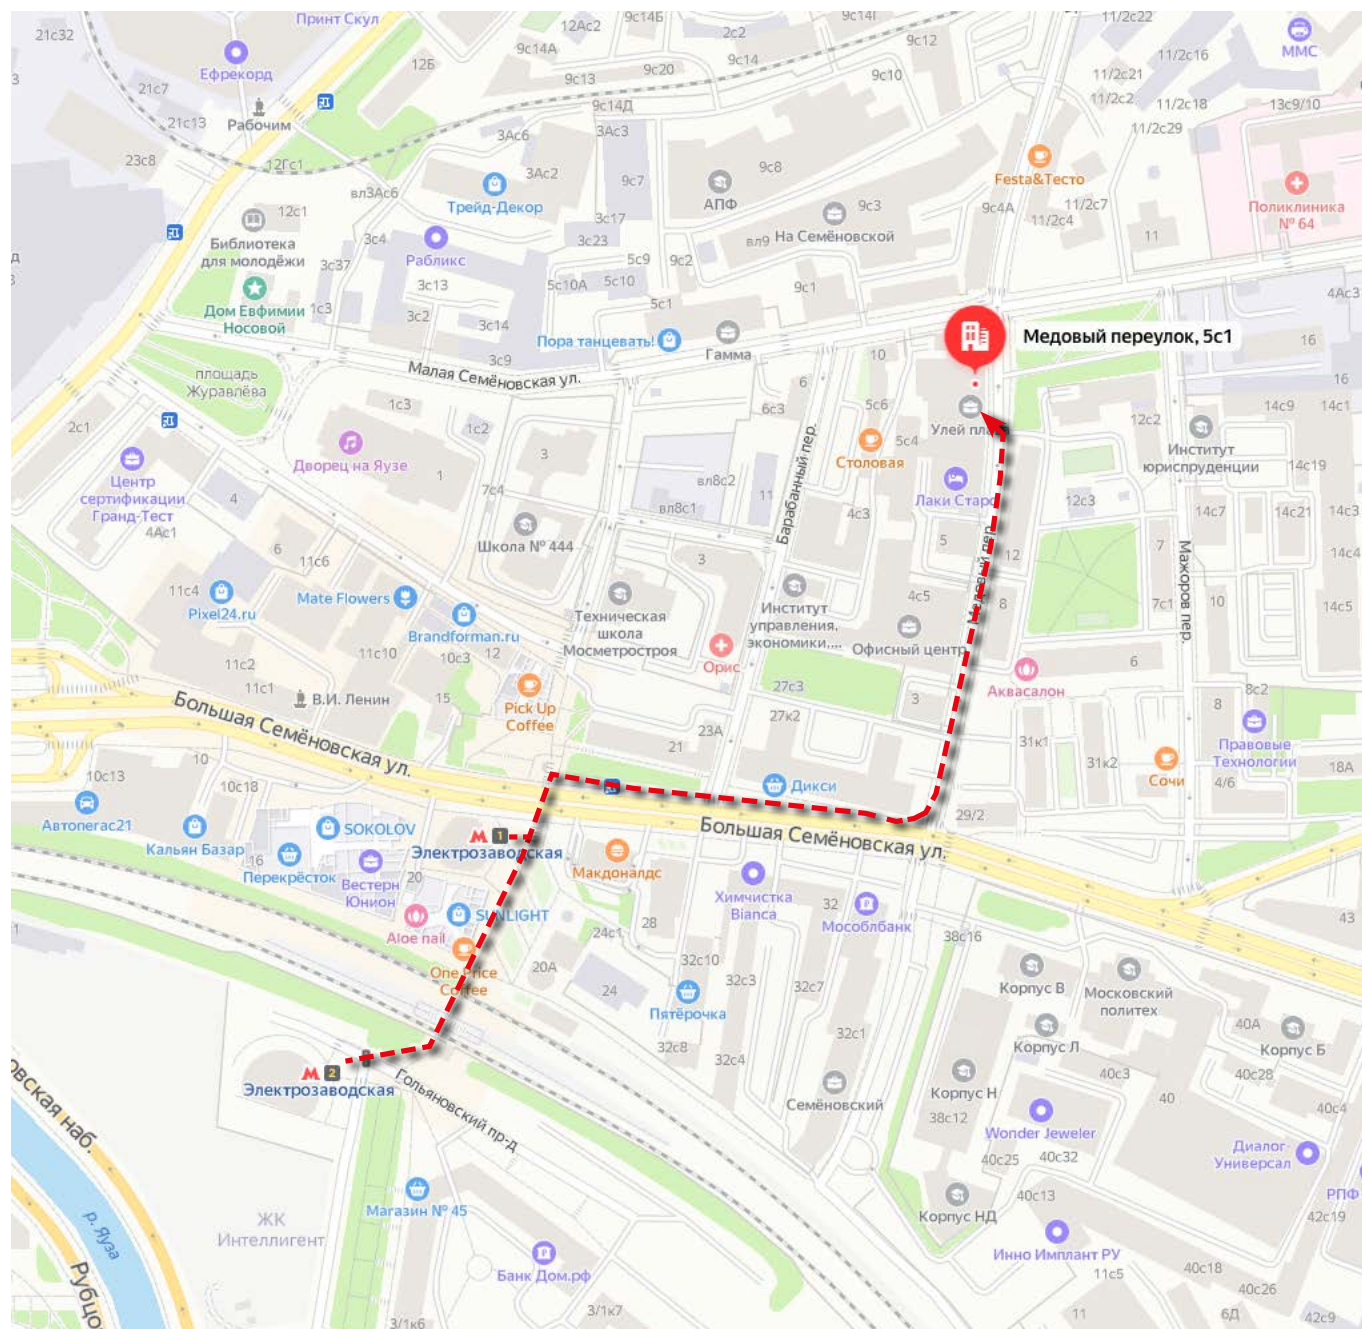 Принт Скул
12Ас2
9с14Б
2с2
9с14Г
11/2с22
21с32
Ефрекорд
12Б
9с14А
9с13
9с20
9с12
9с10
11/2с16
11/2с21
ММС
21с7
21с13
Рабочим
9с14Д
3Ас6
3Ас3
11/2с2
11/2с18
13с9/10
11/2с29
23с8
12Гс1
3Ас2
9с7
9с8
Festa&Тесто
вл3Ас6
Трейд-Декор
АПФ
9с3
9с4А
11/2с7
11/2с4
Поликлиника
№ 64
12с1
3с17
3с4
3с23
вл9
На Семёновской
11
Библиотека
для молодёжи
3с37
Рабликс
5с9
9с2
3с13
5с10А
5с10
9с1
4Ас3
Дом Евфимии
Носовой
1с3
3с2
3с14
5с1
Пора танцевать!
Гамма
Медовый переулок, 5с1
3с9
10
16
площадь
Журавлёва
Малая Семёновская ул.
6
16
1с3
6с3
5с6
14с9
14с1
2с1
1с2
12с2
Улей пла
5с4
Институт
юриспруденции
Дворец на Яузе
3
Столовая
Барабанный пер.
Центр
сертификации
Гранд-Тест
1
14с19
4
7с4
вл8с2
11
Лаки Старс
12с3
вл8с1
4с3
14с7
14с21
14с3
4Ас1
Школа № 444
5
7
6
11с6
3
12
Мажоров пер.
14с4
Медовый пер.
11с4
Pixel24.ru
Mate Flowers
Brandforman.ru
Техническая
школа
Мосметростроя
Институт
управления,
экономики,...
4с5
8
7с1
10
14с5
Офисный центр
11с2
11с10
10с3
12
Орис
6
11с1
В.И. Ленин
15
27с3
3
Аквасалон
8с2
8
Большая Семёновская ул.
Pick Up
Coffee
27к2
23А
21
31к1
31к2
Правовые
Технологии
10
10с13
10с18
Дикси
Сочи
4/6
18А
Автопегас21
SOKOLOV
1
29/2
Большая Семёновская ул.
Кальян Базар
16
Перекрёсток
Электрозаводская
Макдоналдс
Вестерн
Юнион
20
Химчистка
Bianca
32
Мособлбанк
43
SUNLIGHT
Aloe nail
28
24с1
38с16
1
One Price
Coffee
20А
32с10
32с3
32с7
Корпус В
Московский
политех
24
Пятёрочка
32с1
Корпус Л
40А
Корпус Б
32с8
32с4
2
Электрозаводская
Гольяновский пр-д
Корпус Н
40с3
40с28
40
40с4
Семёновский
38с12
Wonder Jeweler
40с25
40с32
Диалог-
Универсал
Магазин № 45
Корпус НД
40с13
РПФ
42с19
р. Яуза
ЖК
Интеллигент
Инно Имплант РУ
Банк Дом.рф
11с5
40с18
40с26
3/1к7
3/1к6
11
6Д
42с9